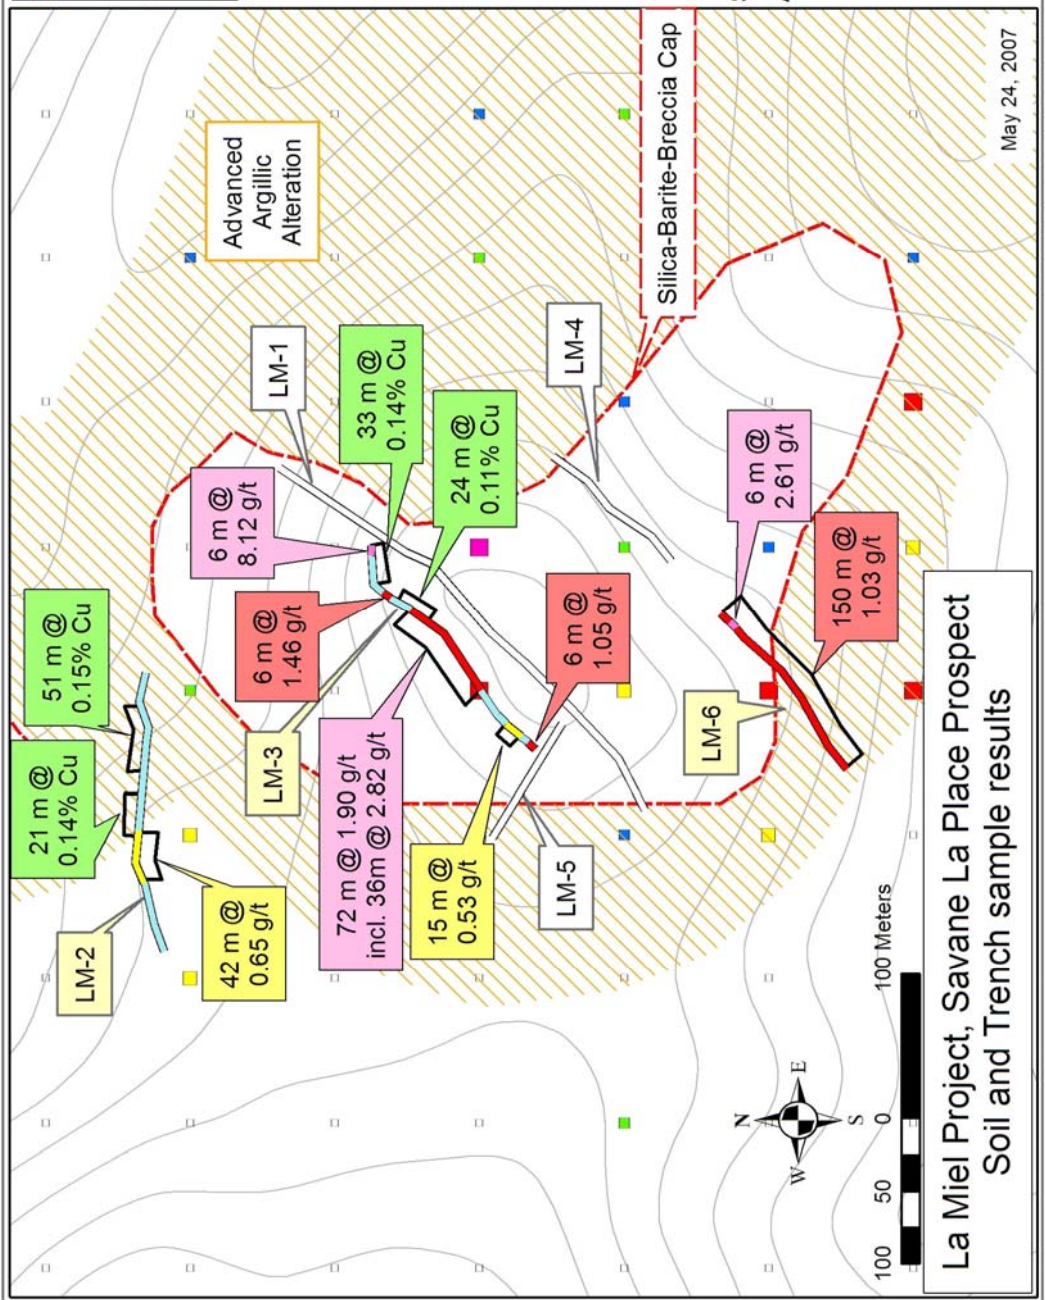 Advanced
Argillic
Alteration
Silica-Barite-Breccia Cap
May 24, 2007
LM-1
33 m @
0.14% Cu
24 m @
0.11% Cu
LM-4
6 m @
8.12 g/t
6 m @
1.46 g/t
6 m @
2.61 g/t
150 m @
1.03 g/t
6 m @
1.05 g/t
51 m @
0.15% Cu
21 m @
0.14% Cu
LM-3
72 m @ 1.90 g/t
incl. 36m @ 2.82 g/t
LM-6
15 m @
0.53 g/t
LM-5
42 m @
0.65 g/t
LM-2
N
E
S
W
100 50 0 100 Meters
La Miel Project, Savane La Place Prospect
Soil and Trench sample results